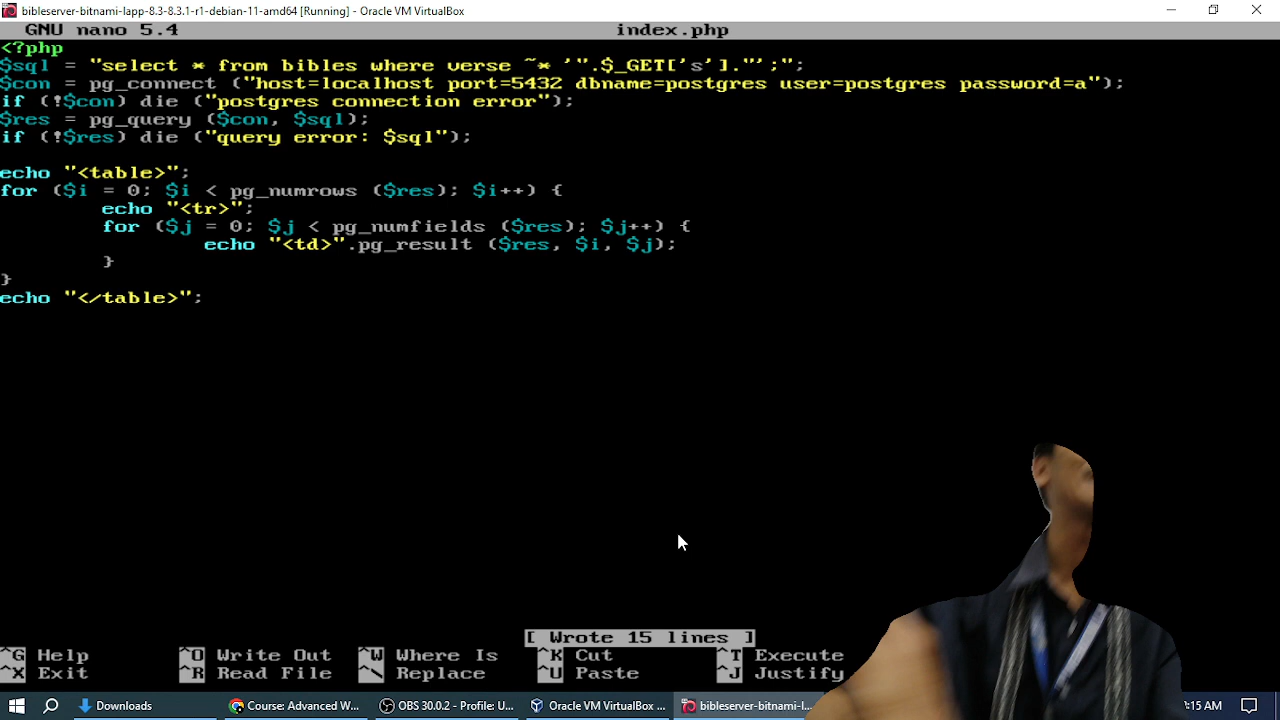 bibleserver-bitnami-lapp-8.3-8.3.1-r1-debian-11-amd64 [Running] - Oracle VM VirtualBox
GNU nano 5.4 index.php
<?php
$sql = "select * from bibles where verse ~* '".$_GET['s']."';";
$con = pg_connect ("host=localhost port=5432 dbname=postgres user=postgres password=a");
if (!$con) die ("postgres connection error");
$res = pg_query ($con, $sql);
if (!$res) die ("query error: $sql");
echo "<table>";
for ($i = 0; $i < pg_numrows ($res); $i++) {
echo "<tr>";
for ($j = 0; $j < pg_numfields ($res); $j++) {
echo "<td>".pg_result ($res, $i, $j);
}
}
echo "</table>";
[ Wrote 15 lines ]
^G Help ^O Write Out ^W Where Is ^K Cut ^T Execute
^X Exit ^R Read File ^\ Replace ^U Paste ^J Justify
Downloads Course: Advanced W... OBS 30.0.2 - Profile: U... Oracle VM VirtualBox ... bibleserver-bitnami-l... :15 AM